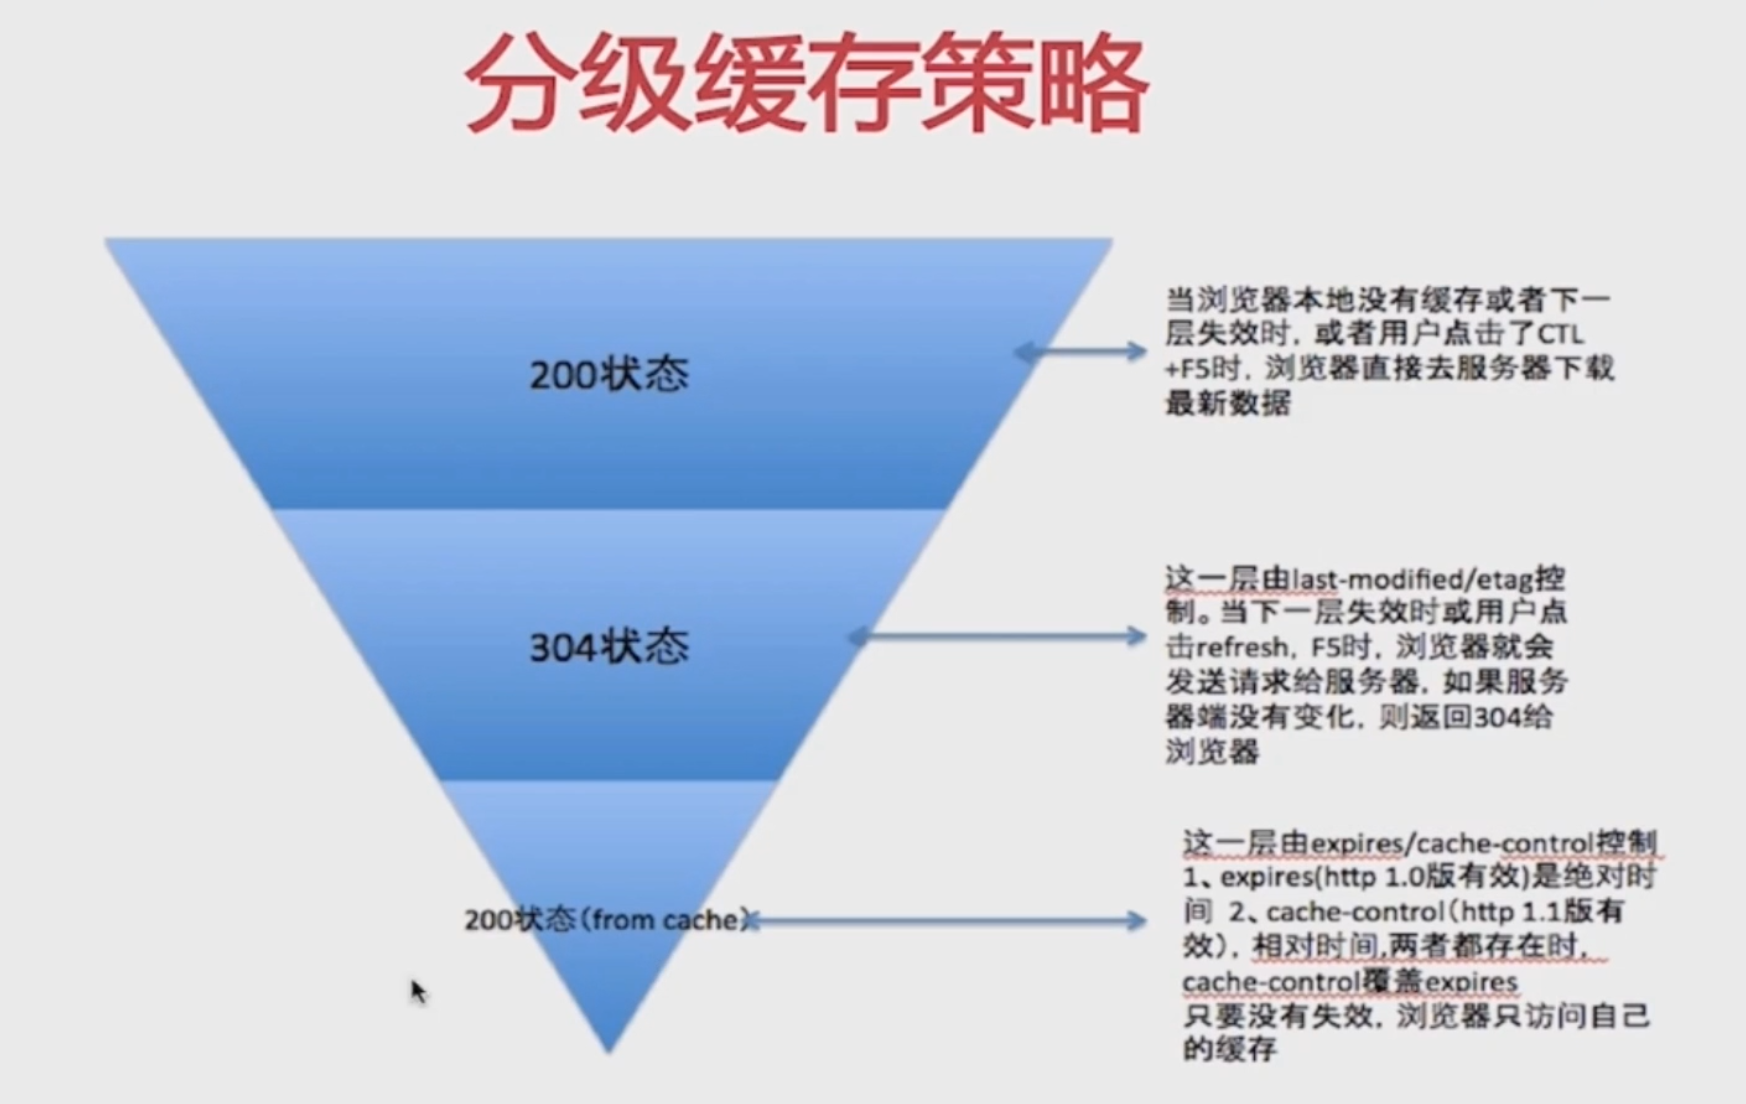 分级缓存策略
200状态
当浏览器本地没有缓存或者下一
层失效时，或者用户点击了CTL
+F5时，浏览器直接去服务器下载
最新数据
304状态
这一层由last-modified/etag控
制。当下一层失效时或用户点
击refresh，F5时，浏览器就会
发送请求给服务器，如果服务
器端没有变化，则返回304给
浏览器
200状态（from cache）
这一层由expires/cache-control控制
1、expires(http 1.0版有效)是绝对时
间 2、cache-control（http 1.1版有
效），相对时间,两者都存在时，
cache-control覆盖expires
只要没有失效，浏览器只访问自己
的缓存